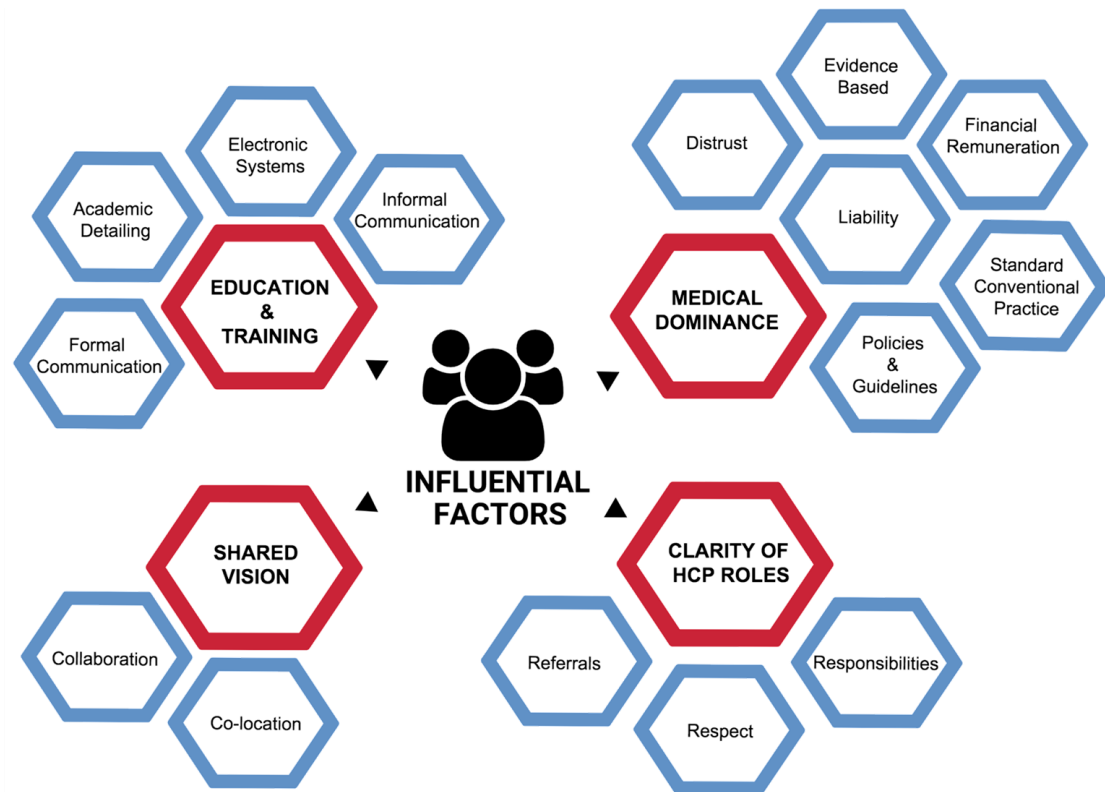 Electronic
Systems
Academic
Detailing
Informal
Communication
EDUCATION
&
TRAINING
Formal
Communication
Evidence
Based
Distrust
Financial
Remuneration
Liability
Standard
Conventional
Practice
MEDICAL
DOMINANCE
Policies
&
Guidelines
INFLUENTIAL
FACTORS
SHARED
VISION
Collaboration
Co-location
CLARITY OF
HCP ROLES
Referrals
Respect
Responsibilities